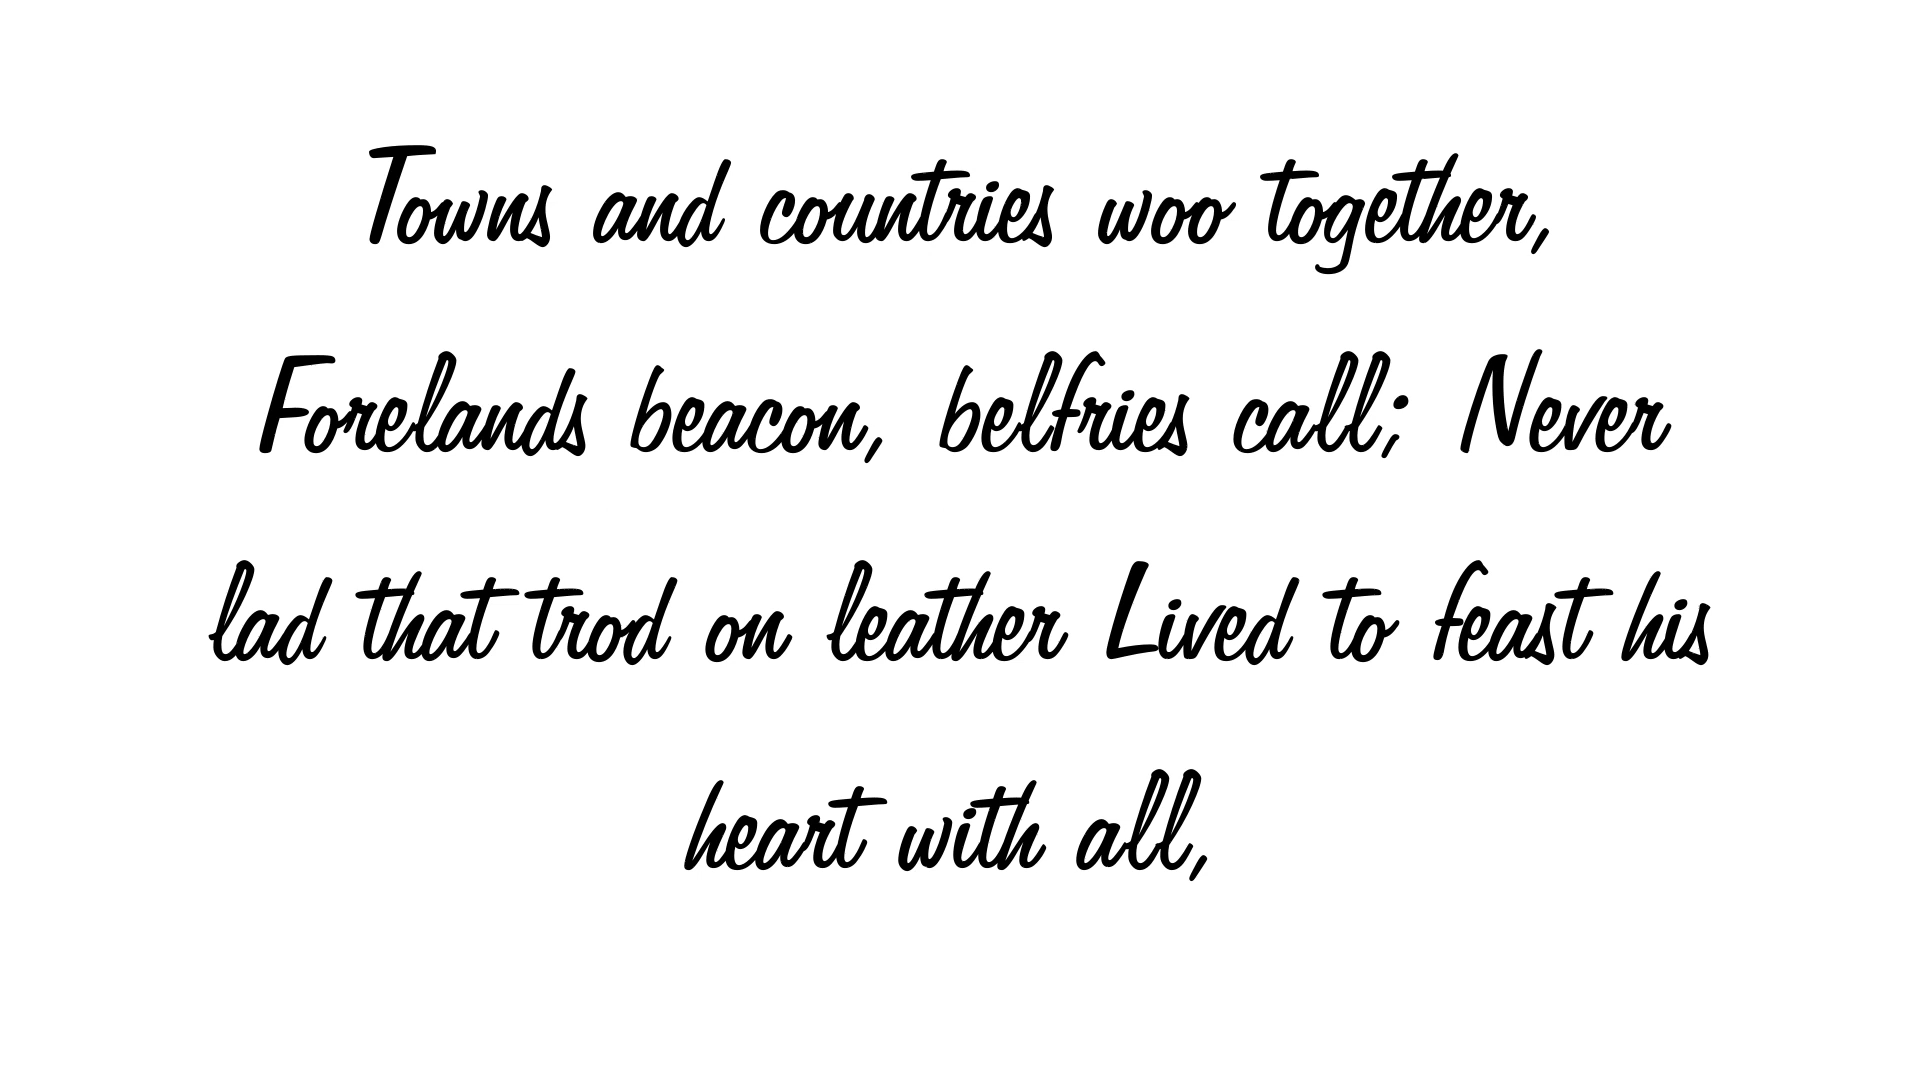 Towns and countries woo together,
Forelands beacon, belfries call; Never
lad that trod on leather Lived to feast his
heart with all,